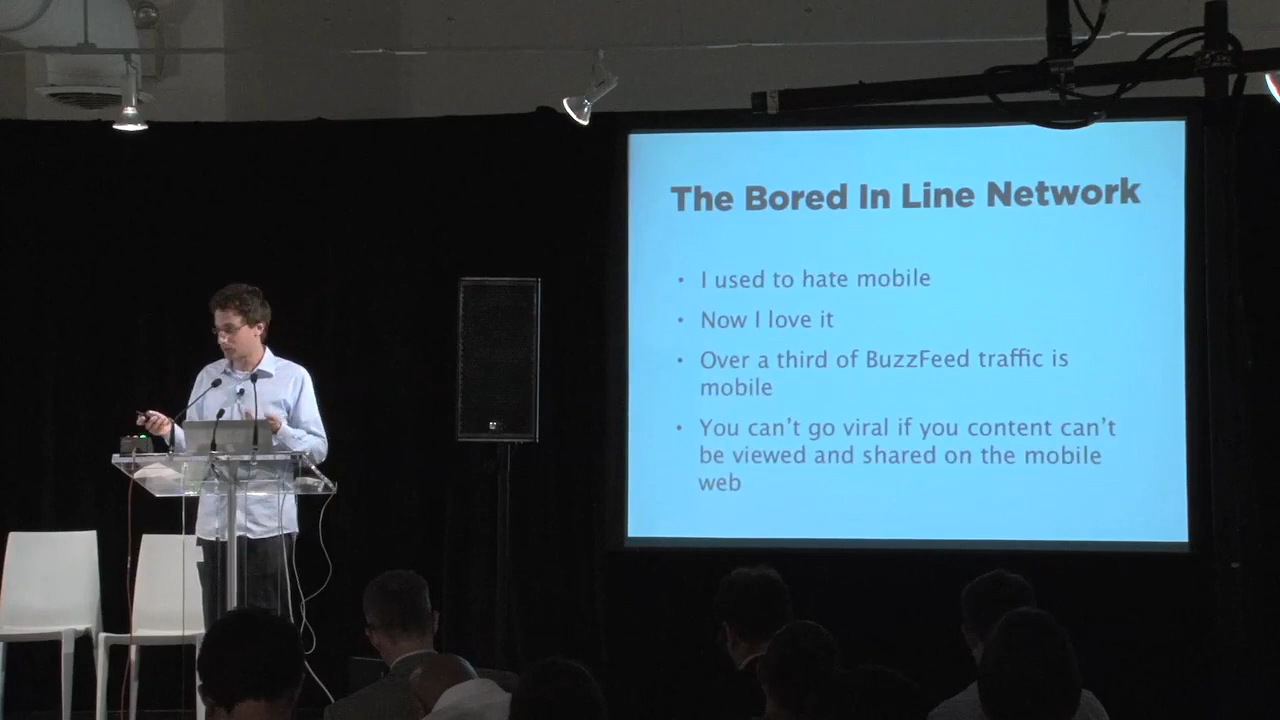 The Bored In Line Network
• I used to hate mobile
• Now I love it
• Over a third of BuzzFeed traffic is
mobile
• You can't go viral if you content can't
be viewed and shared on the mobile
web